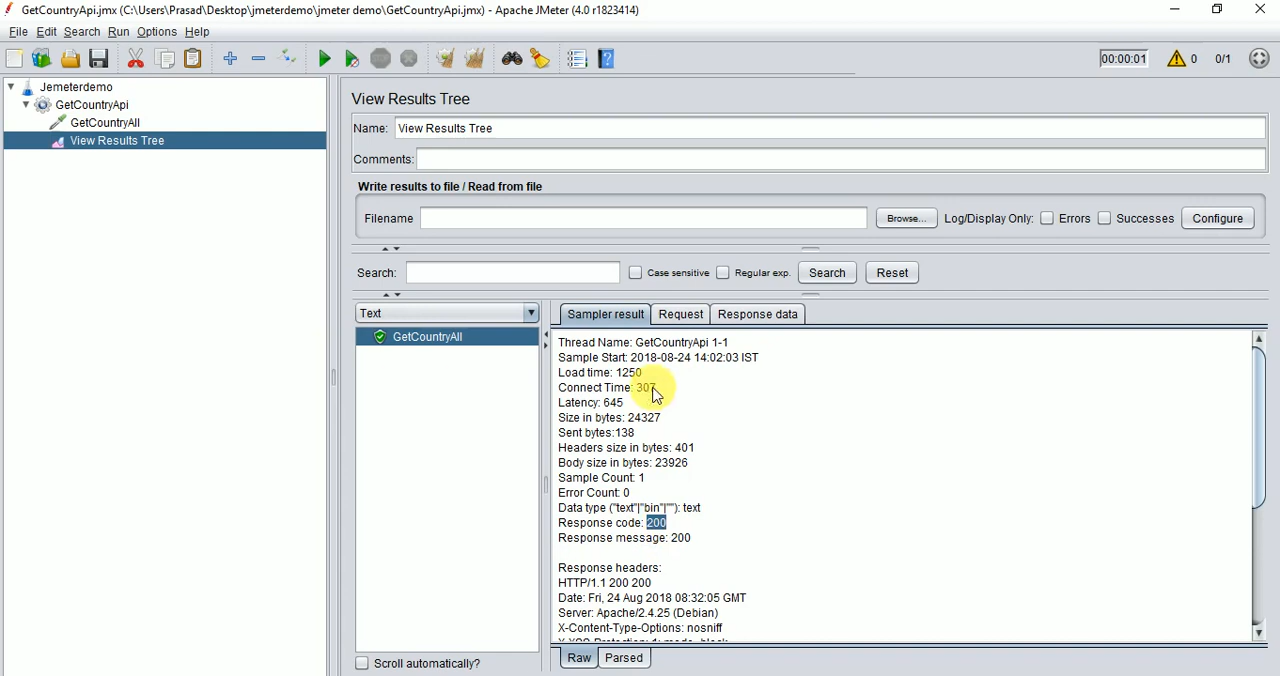 GetCountryApi.jmx (C:\Users\Prasad\Desktop\jmeterdemo\jmeter demo\GetCountryApi.jmx) - Apache JMeter (4.0 r1823414)
File Edit Search Run Options Help
00:00:01 0 0/1
Jemeterdemo
GetCountryApi
GetCountryAll
View Results Tree
View Results Tree
Name: View Results Tree
Comments:
Write results to file / Read from file
Filename Browse... Log/Display Only: Errors Successes Configure
Search: Case sensitive Regular exp. Search Reset
Text
GetCountryAll
Scroll automatically?
Sampler result Request Response data
Thread Name: GetCountryApi 1-1
Sample Start: 2018-08-24 14:02:03 IST
Load time: 1250
Connect Time: 307
Latency: 645
Size in bytes: 24327
Sent bytes:138
Headers size in bytes: 401
Body size in bytes: 23926
Sample Count: 1
Error Count: 0
Data type ("text"|"bin"|""): text
Response code: 200
Response message: 200
Response headers:
HTTP/1.1 200 200
Date: Fri, 24 Aug 2018 08:32:05 GMT
Server: Apache/2.4.25 (Debian)
X-Content-Type-Options: nosniff
Raw Parsed